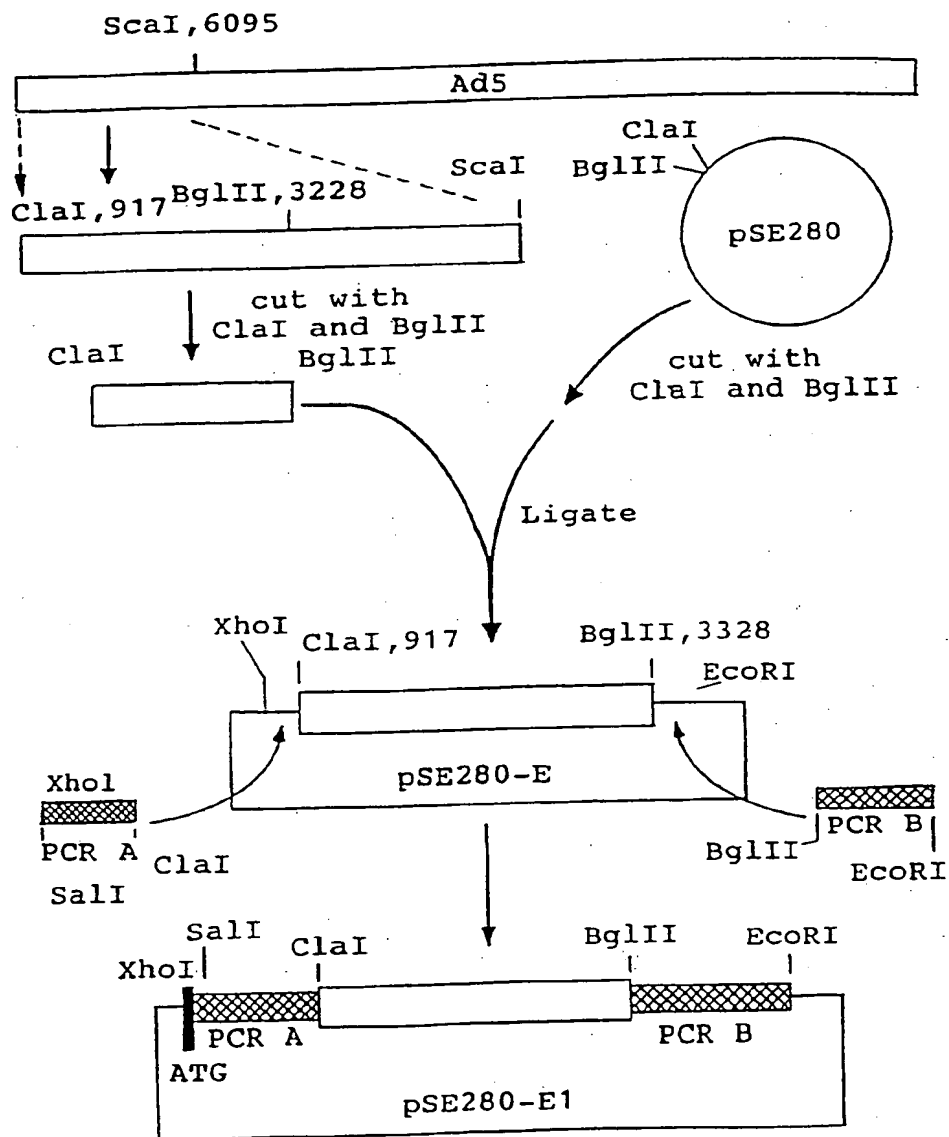 ScaI,6095
Ad5
ClaI
BglII
ScaI
ClaI,917
BglII,3228
pSE280
cut with
ClaI and BglII
ClaI
BglII
cut with
ClaI and BglII
Ligate
XhoI
ClaI,917
BglII,3328
EcoRI
pSE280-E
Xhol
PCR A
ClaI
SalI
PCR B
BglII
EcoRI
SalI
ClaI
BglII
EcoRI
XhoI
PCR A
PCR B
ATG
pSE280-E1